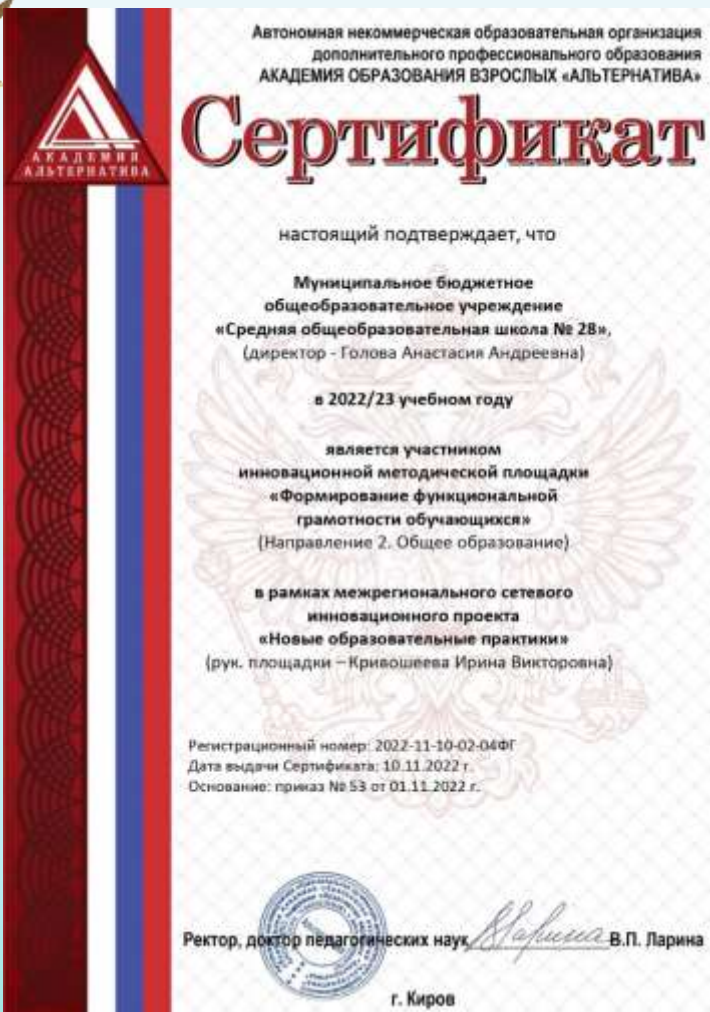 Автономная некоммерческая образовательная организация
дополнительного профессионального образования
АКАДЕМИЯ ОБРАЗОВАНИЯ ВЗРОСЛЫХ «АЛЬТЕРНАТИВА»
АКАДЕМИЯ
АЛЬТЕРНАТИВА
Сертификат
настоящий подтверждает, что
Муниципальное бюджетное
общеобразовательное учреждение
«Средняя общеобразовательная школа № 28»,
(директор - Голова Анастасия Андреевна)
в 2022/23 учебном году
является участником
инновационной методической площадки
«Формирование функциональной
грамотности обучающихся»
(Направление 2. Общее образование)
в рамках межрегионального сетевого
инновационного проекта
«Новые образовательные практики»
(рук. площадки – Кривошеева Ирина Викторовна)
Регистрационный номер: 2022-11-10-02-04ФГ
Дата выдачи Сертификата: 10.11.2022 г.
Основание: приказ № 53 от 01.11.2022 г.
Ректор, доктор педагогических наук Ларина В.П. Ларина
г. Киров